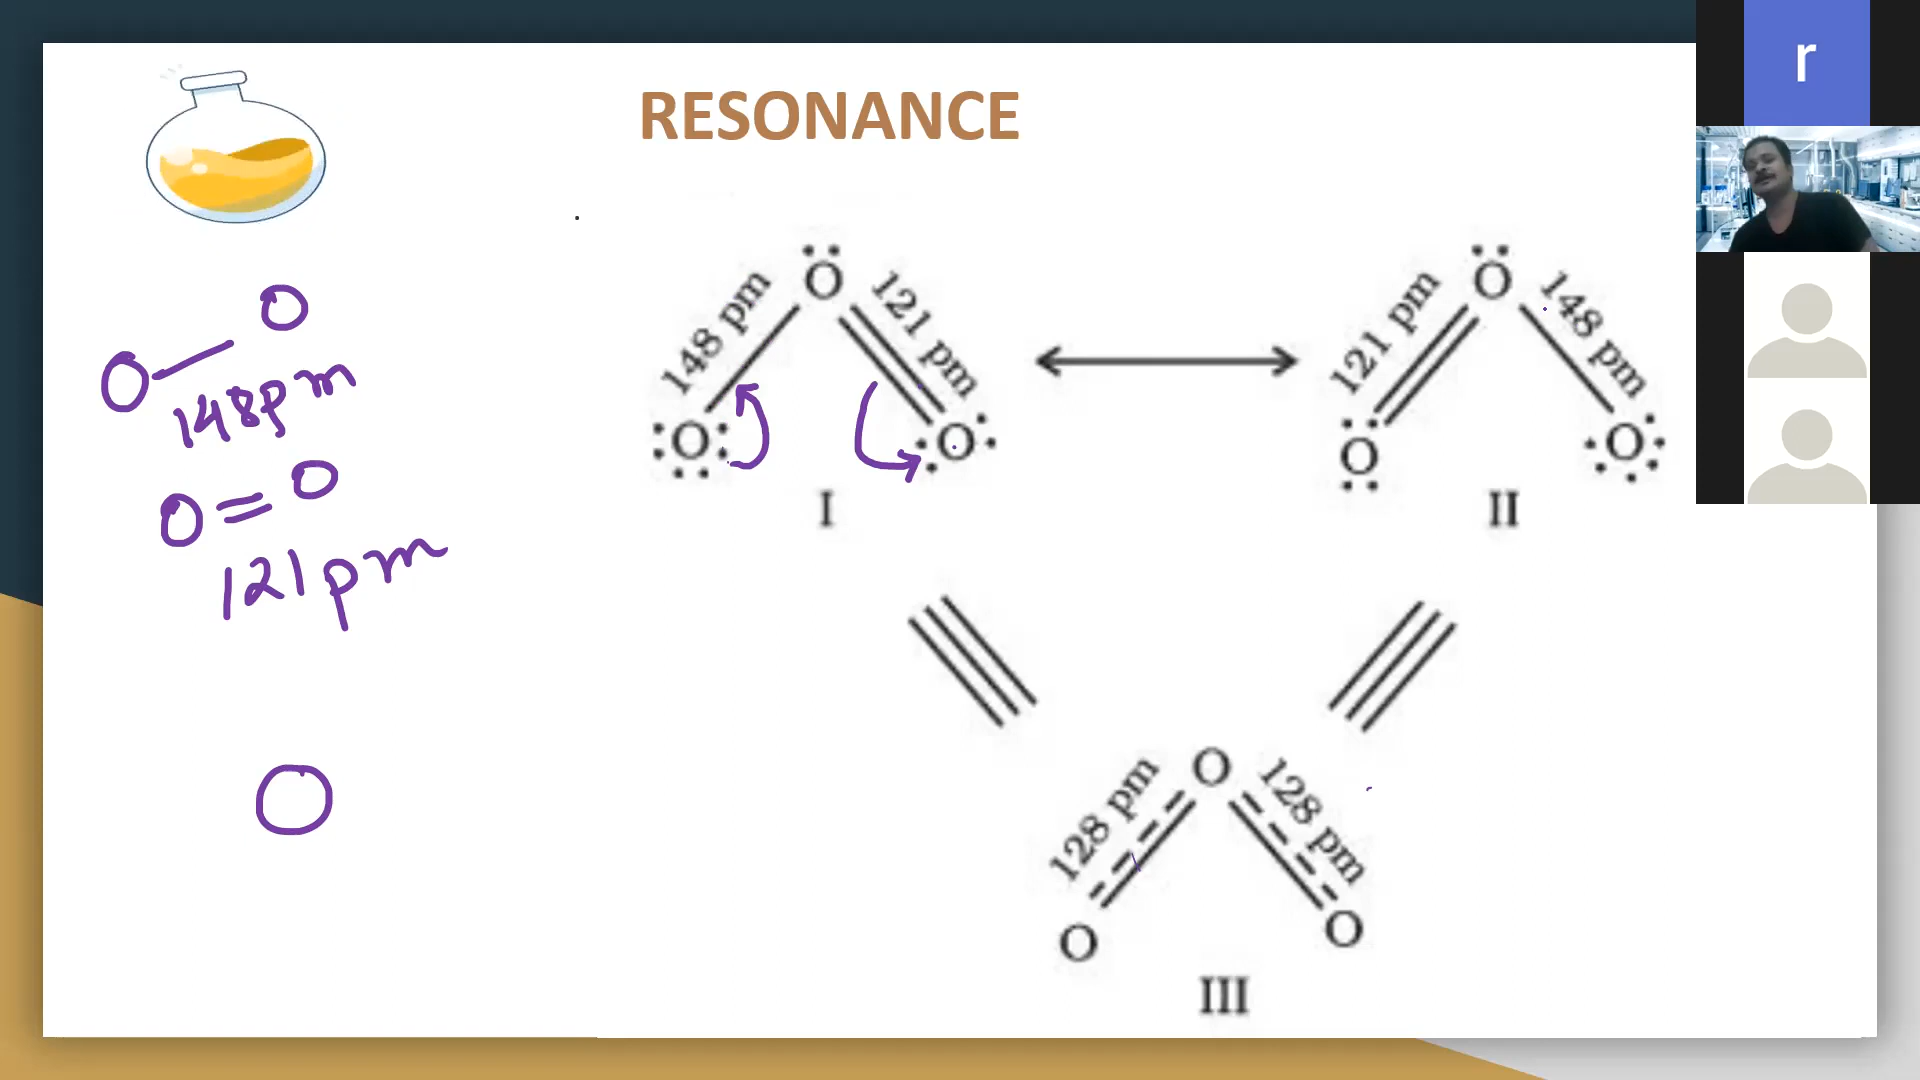 RESONANCE
r
O
148 pm
121 pm
O
O
I
O
121 pm
148 pm
O
O
II
O
128 pm
128 pm
O
O
III
O—O
148pm
O=O
121pm
O